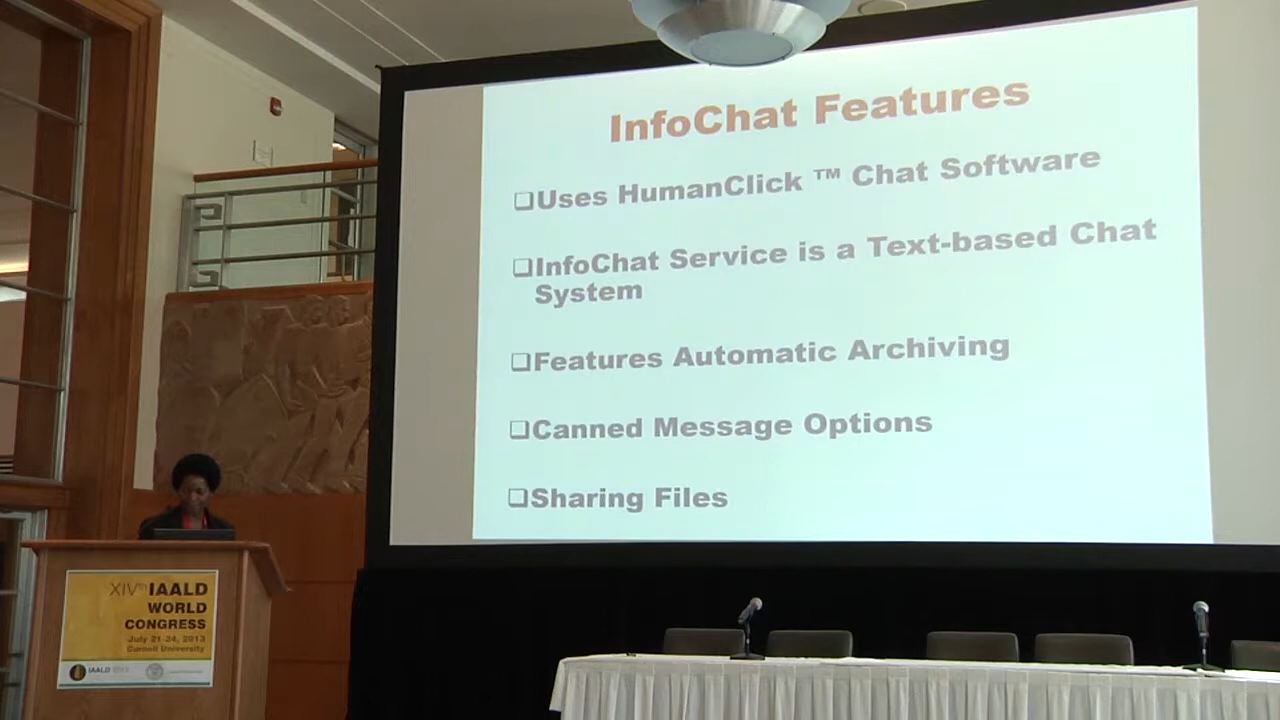 InfoChat Features
❑Uses HumanClick ™ Chat Software
❑InfoChat Service is a Text-based Chat
System
❑Features Automatic Archiving
❑Canned Message Options
❑Sharing Files
XIVth IAALD
WORLD
CONGRESS
July 21-24, 2013
Cornell University
IAALD